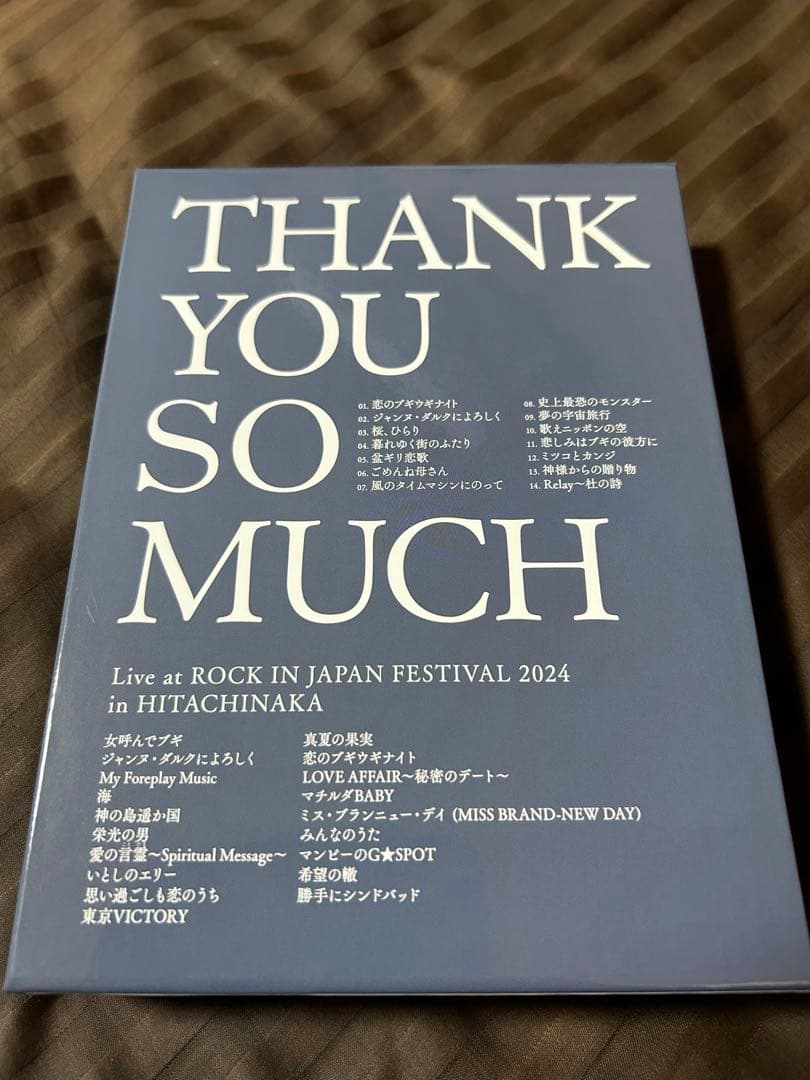 THANK
YOU
SO
MUCH
01. 恋のブギウギナイト
02. ジャンヌ・ダルクによろしく
03. 桜、ひらり
04. 暮れゆく街のふたり
05. 盆ギリ恋歌
06. ごめんね母さん
07. 風のタイムマシンにのって
08. 史上最恐のモンスター
09. 夢の宇宙旅行
10. 歌えニッポンの空
11. 悲しみはブギの彼方に
12. ミツコとカンジ
13. 神様からの贈り物
14. Relay〜杜の詩
Live at ROCK IN JAPAN FESTIVAL 2024
in HITACHINAKA
女呼んでブギ
ジャンヌ・ダルクによろしく
My Foreplay Music
海
神の島遥か国
栄光の男
愛の言霊〜Spiritual Message〜
いとしのエリー
思い過ごしも恋のうち
東京VICTORY
真夏の果実
恋のブギウギナイト
LOVE AFFAIR〜秘密のデート〜
マチルダBABY
ミス・ブランニュー・デイ (MISS BRAND-NEW DAY)
みんなのうた
マンピーのG★SPOT
希望の轍
勝手にシンドバッド